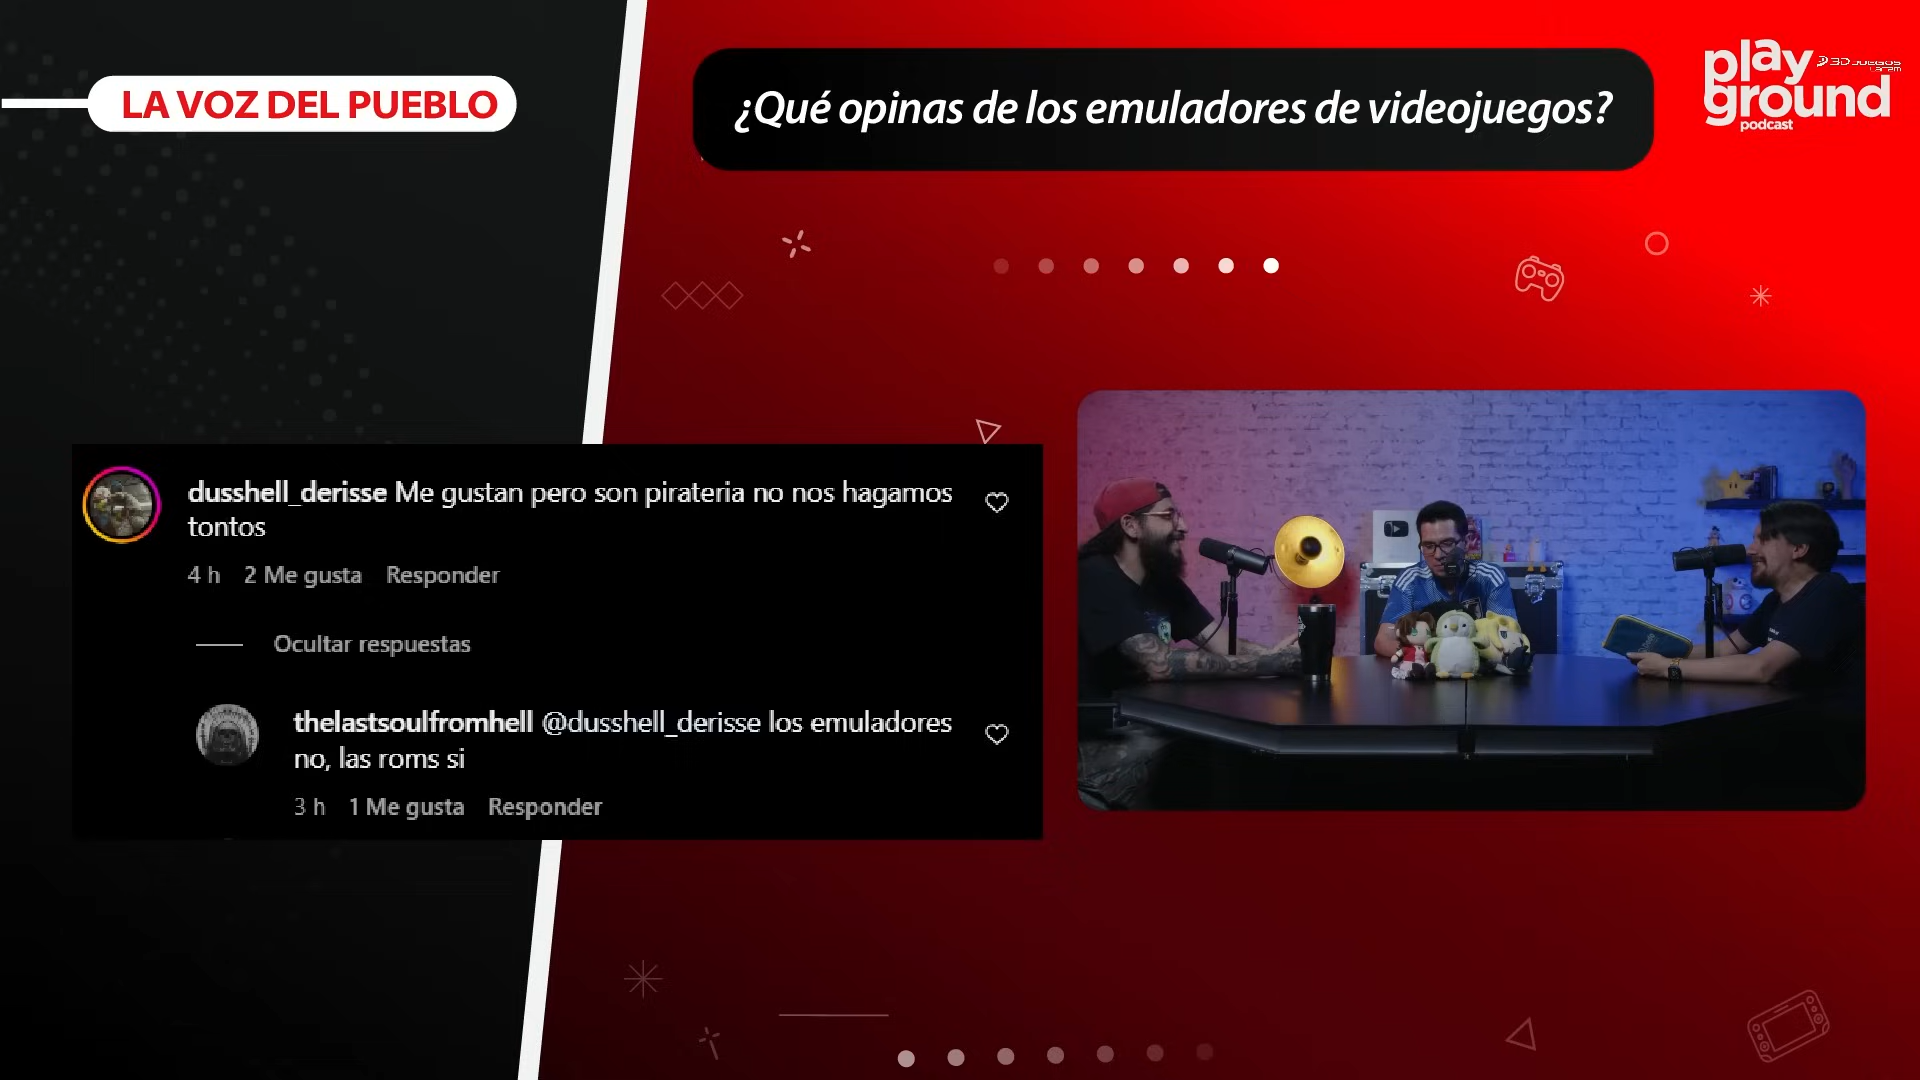 LA VOZ DEL PUEBLO
¿Qué opinas de los emuladores de videojuegos?
play
ground
podcast
3DJUEGOS
dusshell_derisse Me gustan pero son pirateria no nos hagamos
tontos
4 h 2 Me gusta Responder
Ocultar respuestas
thelastsoulfromhell @dusshell_derisse los emuladores
no, las roms si
3 h 1 Me gusta Responder